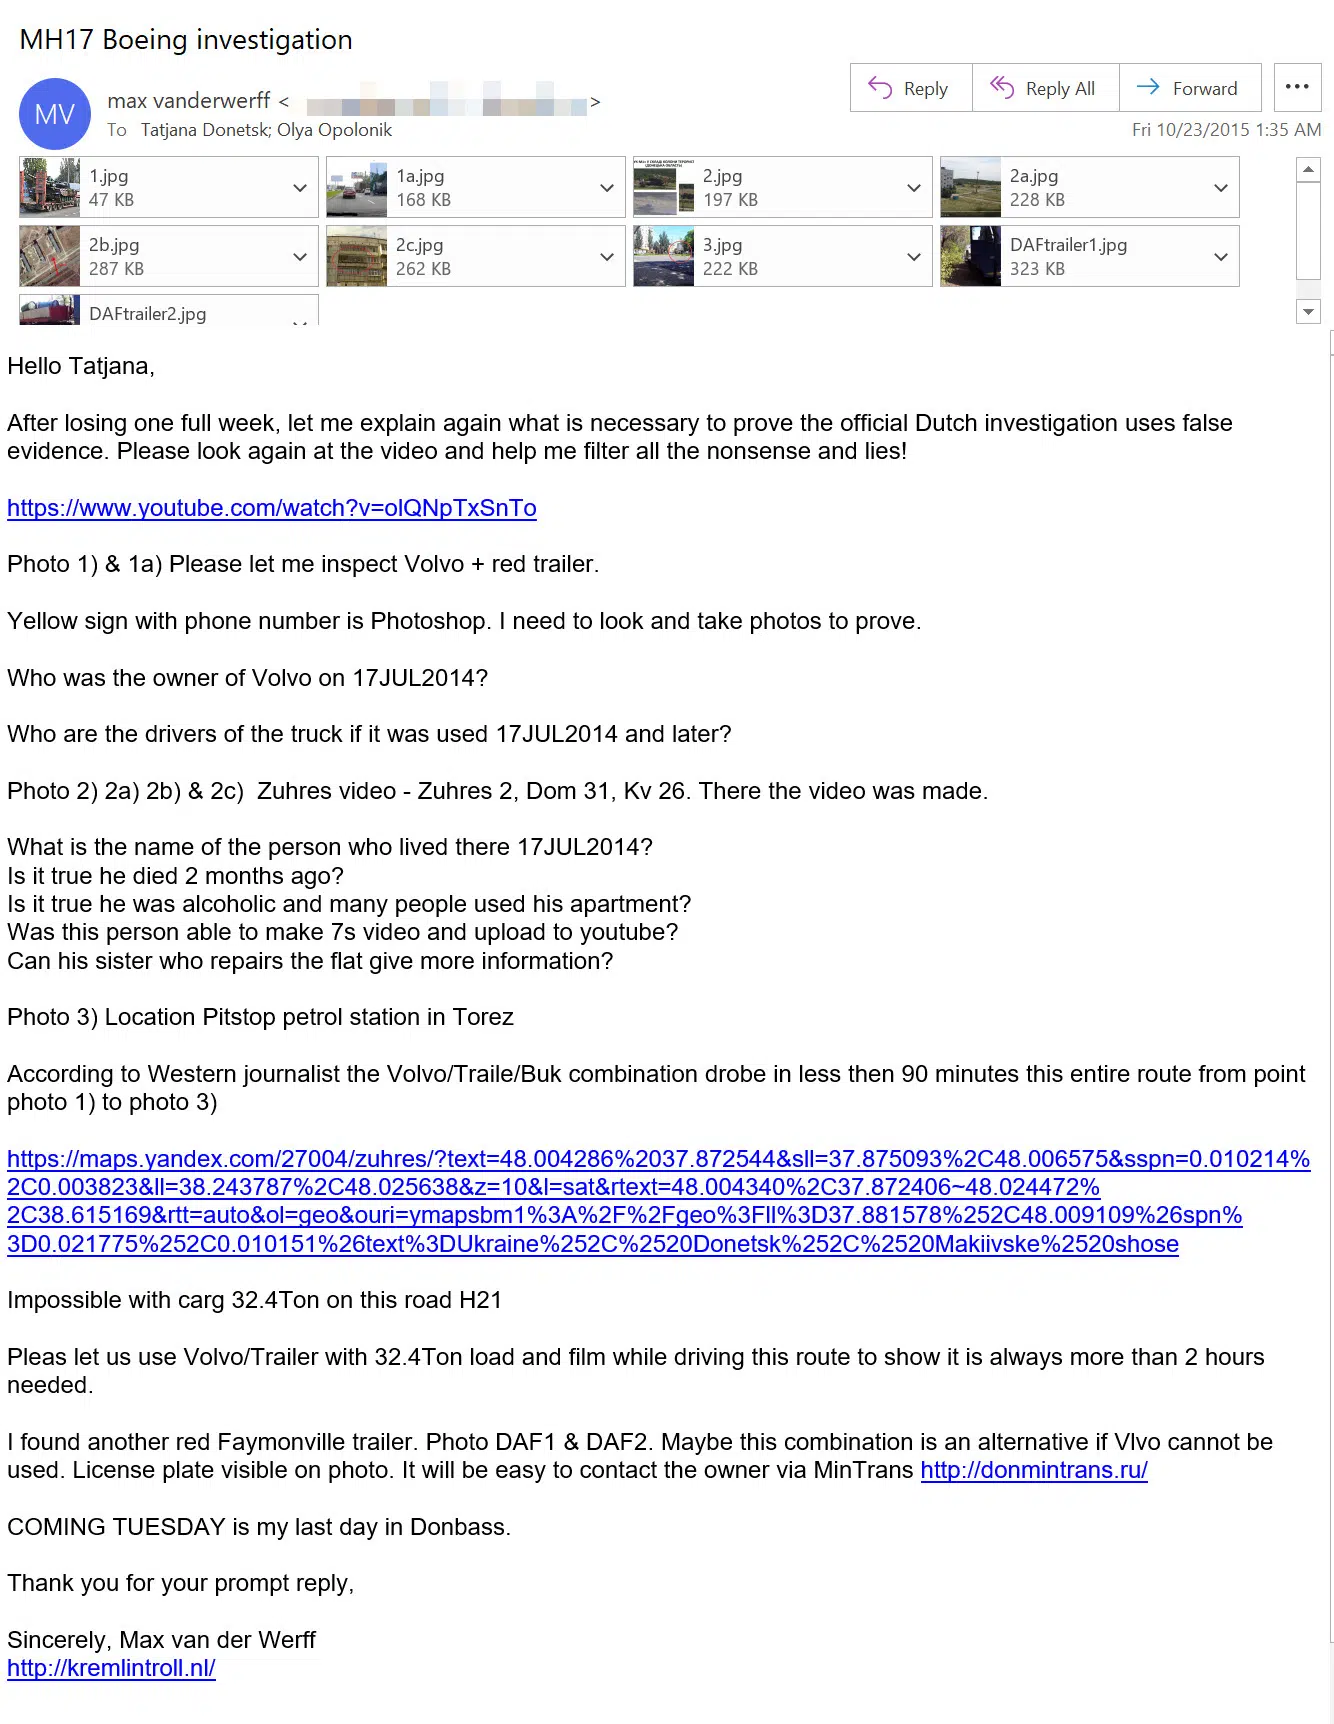 MH17 Boeing investigation
MV
max vanderwerff < >
Reply
Reply All
Forward
To Tatjana Donetsk; Olya Opolonik
Fri 10/23/2015 1:35 AM
1.jpg
47 KB
1a.jpg
168 KB
2.jpg
197 KB
2a.jpg
228 KB
2b.jpg
287 KB
2c.jpg
262 KB
3.jpg
222 KB
DAFtrailer1.jpg
323 KB
DAFtrailer2.jpg
Hello Tatjana,
After losing one full week, let me explain again what is necessary to prove the official Dutch investigation uses false
evidence. Please look again at the video and help me filter all the nonsense and lies!
https://www.youtube.com/watch?v=olQNpTxSnTo
Photo 1) & 1a) Please let me inspect Volvo + red trailer.
Yellow sign with phone number is Photoshop. I need to look and take photos to prove.
Who was the owner of Volvo on 17JUL2014?
Who are the drivers of the truck if it was used 17JUL2014 and later?
Photo 2) 2a) 2b) & 2c)  Zuhres video - Zuhres 2, Dom 31, Kv 26. There the video was made.
What is the name of the person who lived there 17JUL2014?
Is it true he died 2 months ago?
Is it true he was alcoholic and many people used his apartment?
Was this person able to make 7s video and upload to youtube?
Can his sister who repairs the flat give more information?
Photo 3) Location Pitstop petrol station in Torez
According to Western journalist the Volvo/Traile/Buk combination drobe in less then 90 minutes this entire route from point
photo 1) to photo 3)
https://maps.yandex.com/27004/zuhres/?text=48.004286%2037.872544&sll=37.875093%2C48.006575&sspn=0.010214%
2C0.003823&ll=38.243787%2C48.025638&z=10&l=sat&rtext=48.004340%2C37.872406~48.024472%
2C38.615169&rtt=auto&ol=geo&ouri=ymapsbm1%3A%2F%2Fgeo%3Fll%3D37.881578%252C48.009109%26spn%
3D0.021775%252C0.010151%26text%3DUkraine%252C%2520Donetsk%252C%2520Makiivske%2520shose
Impossible with carg 32.4Ton on this road H21
Pleas let us use Volvo/Trailer with 32.4Ton load and film while driving this route to show it is always more than 2 hours
needed.
I found another red Faymonville trailer. Photo DAF1 & DAF2. Maybe this combination is an alternative if Vlvo cannot be
used. License plate visible on photo. It will be easy to contact the owner via MinTrans http://donmintrans.ru/
COMING TUESDAY is my last day in Donbass.
Thank you for your prompt reply,
Sincerely, Max van der Werff
http://kremlintroll.nl/